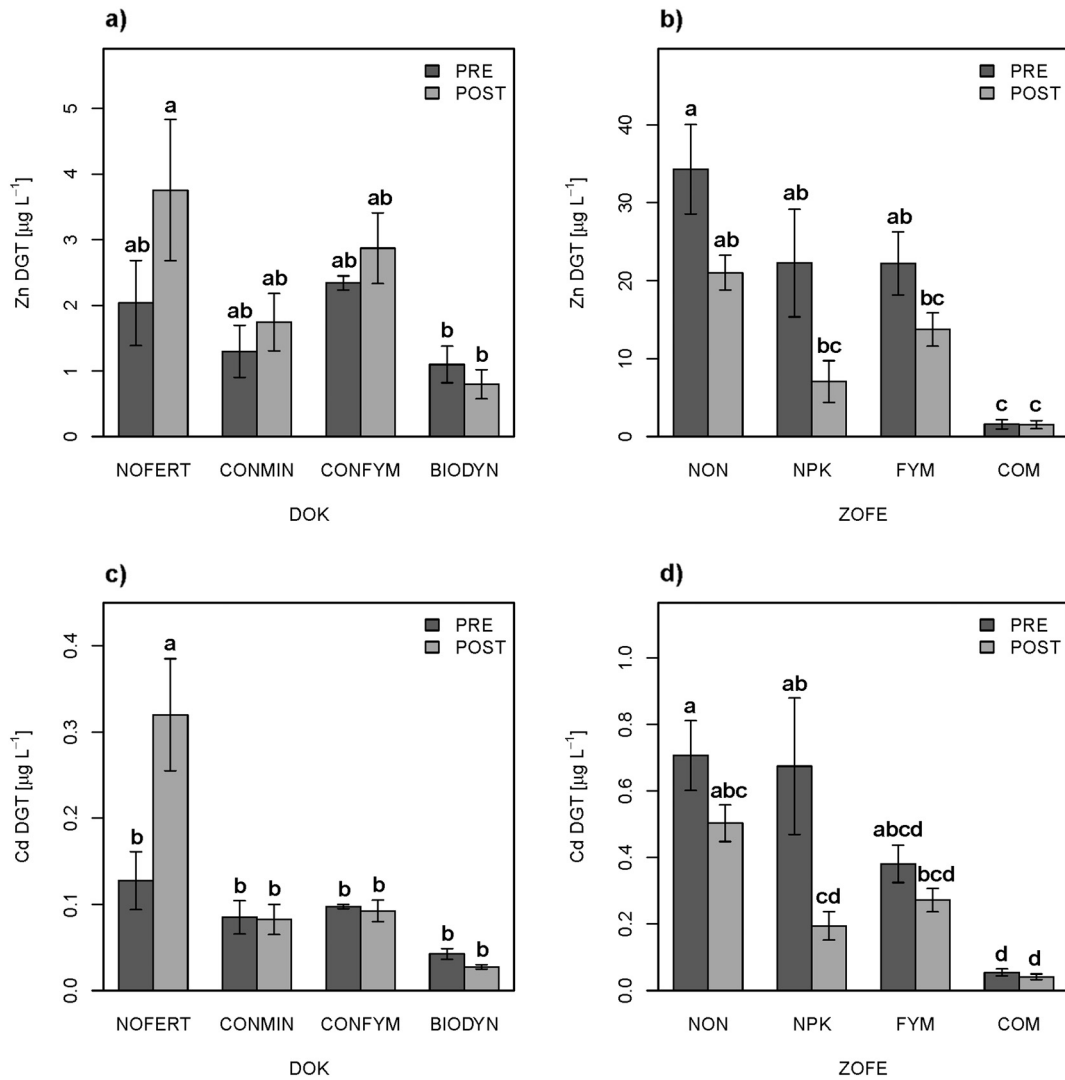 a)
PRE
POST
Zn DGT [µg L⁻¹]
0 1 2 3 4 5
ab a ab ab ab ab b b
NOFERT CONMIN CONFYM BIODYN
DOK
b)
PRE
POST
Zn DGT [µg L⁻¹]
0 10 20 30 40
a ab ab bc ab bc c c
NON NPK FYM COM
ZOFE
c)
PRE
POST
Cd DGT [µg L⁻¹]
0.0 0.1 0.2 0.3 0.4
b a b b b b b b
NOFERT CONMIN CONFYM BIODYN
DOK
d)
PRE
POST
Cd DGT [µg L⁻¹]
0.0 0.2 0.4 0.6 0.8 1.0
a abc ab cd abcd bcd d d
NON NPK FYM COM
ZOFE